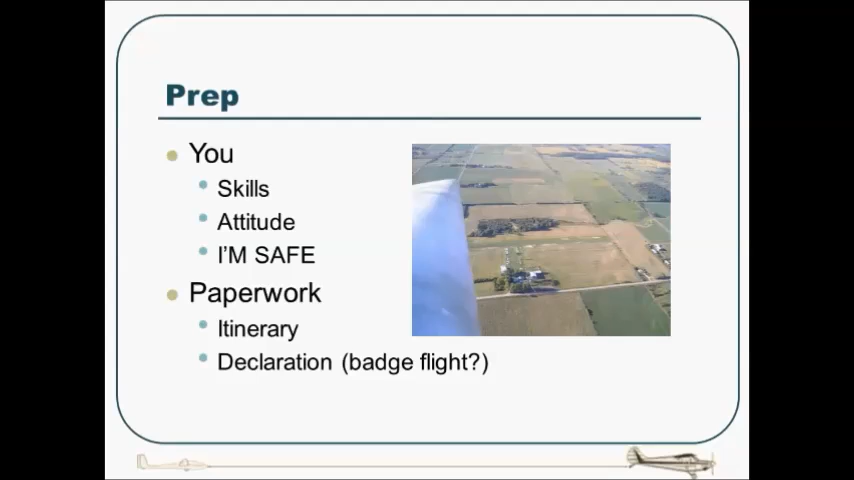 Prep
You
Skills
Attitude
I'M SAFE
Paperwork
Itinerary
Declaration (badge flight?)